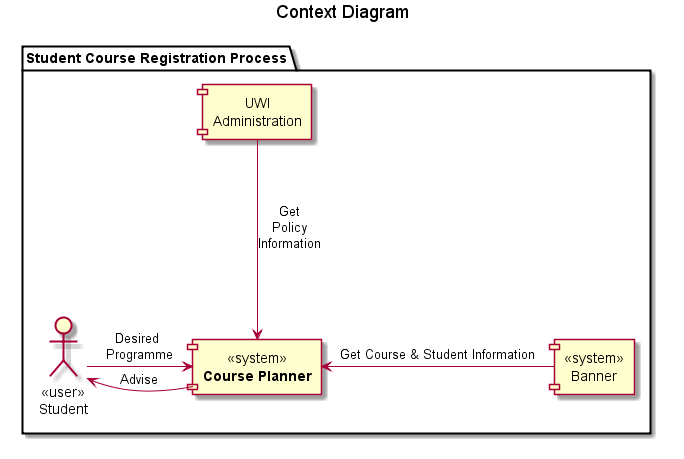 Context Diagram
Student Course Registration Process
UWI
Administration
Get
Policy
Information
Desired
Programme
Advise
«user»
Student
«system»
Course Planner
Get Course & Student Information
«system»
Banner